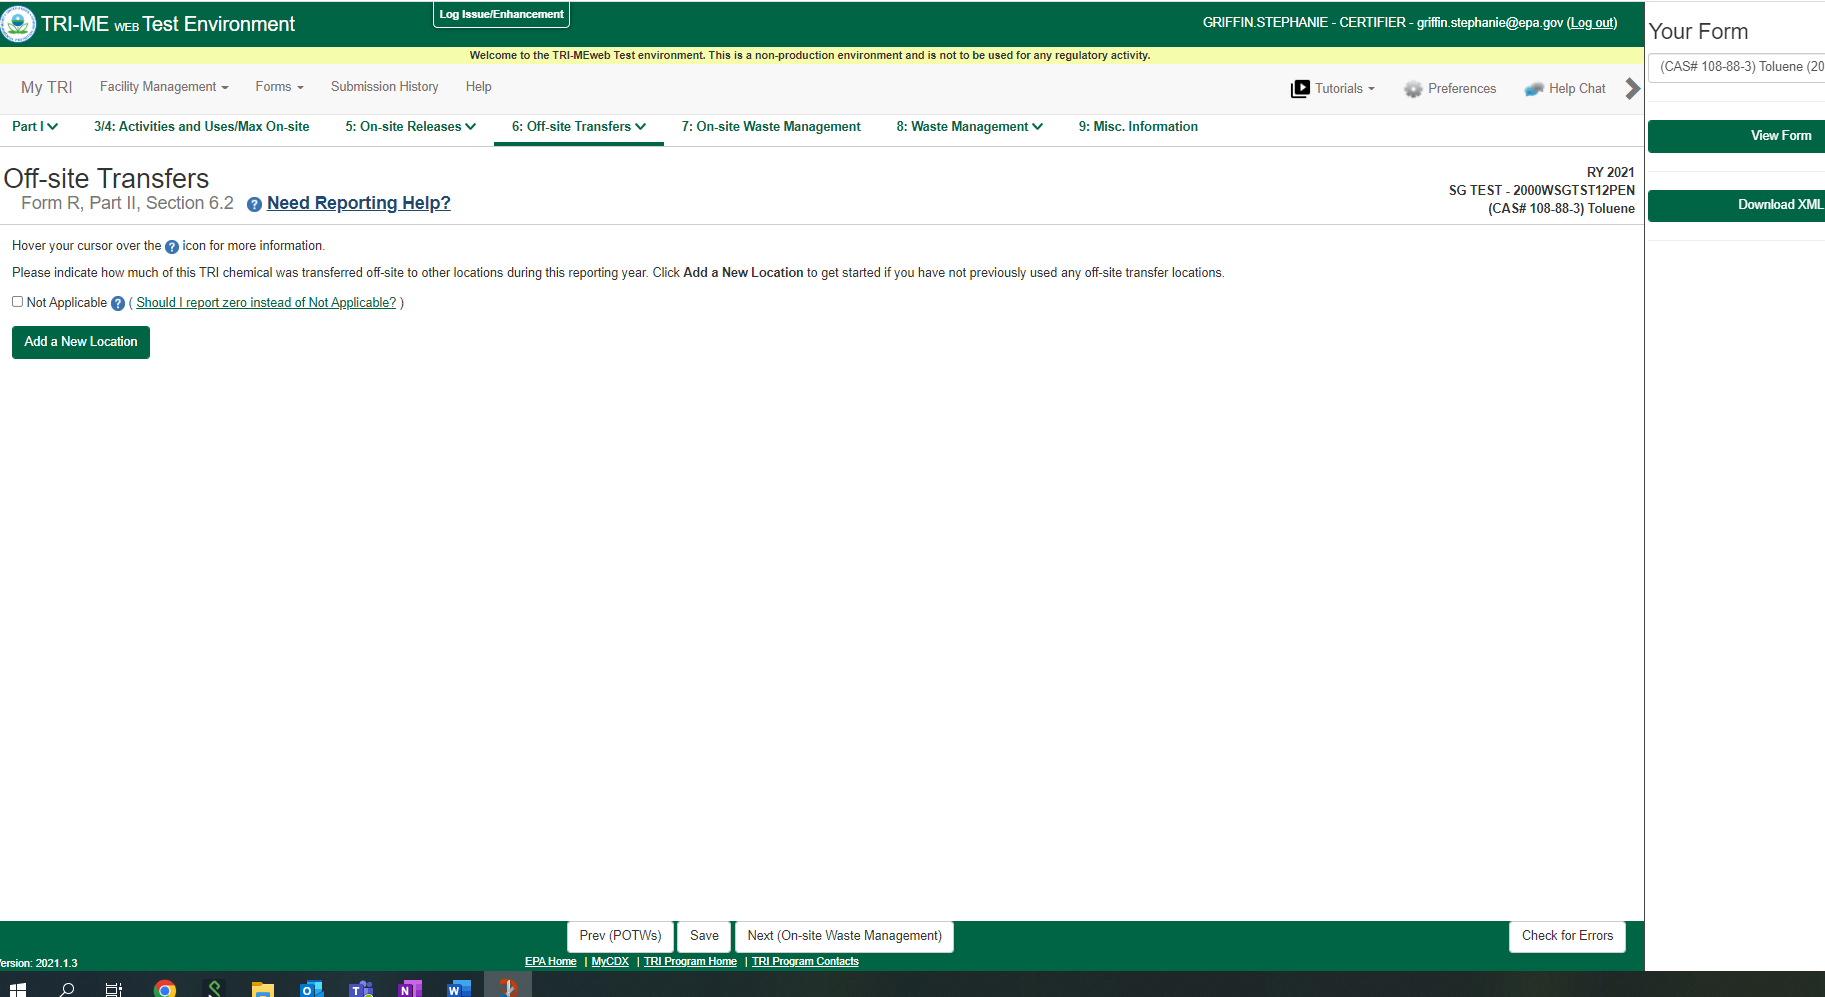 TRI-ME WEB Test Environment
Log Issue/Enhancement
GRIFFIN.STEPHANIE - CERTIFIER - griffin.stephanie@epa.gov (Log out)
Your Form
Welcome to the TRI-MEweb Test environment. This is a non-production environment and is not to be used for any regulatory activity.
(CAS# 108-88-3) Toluene (20
My TRI Facility Management Forms Submission History Help Tutorials Preferences Help Chat
Part I 3/4: Activities and Uses/Max On-site 5: On-site Releases 6: Off-site Transfers 7: On-site Waste Management 8: Waste Management 9: Misc. Information
View Form
Off-site Transfers
Form R, Part II, Section 6.2 ? Need Reporting Help?
RY 2021
SG TEST - 2000WSGTST12PEN
(CAS# 108-88-3) Toluene
Download XML
Hover your cursor over the ? icon for more information.
Please indicate how much of this TRI chemical was transferred off-site to other locations during this reporting year. Click Add a New Location to get started if you have not previously used any off-site transfer locations.
Not Applicable ? ( Should I report zero instead of Not Applicable? )
Add a New Location
Prev (POTWs) Save Next (On-site Waste Management) Check for Errors
ersion: 2021.1.3
EPA Home | MyCDX | TRI Program Home | TRI Program Contacts